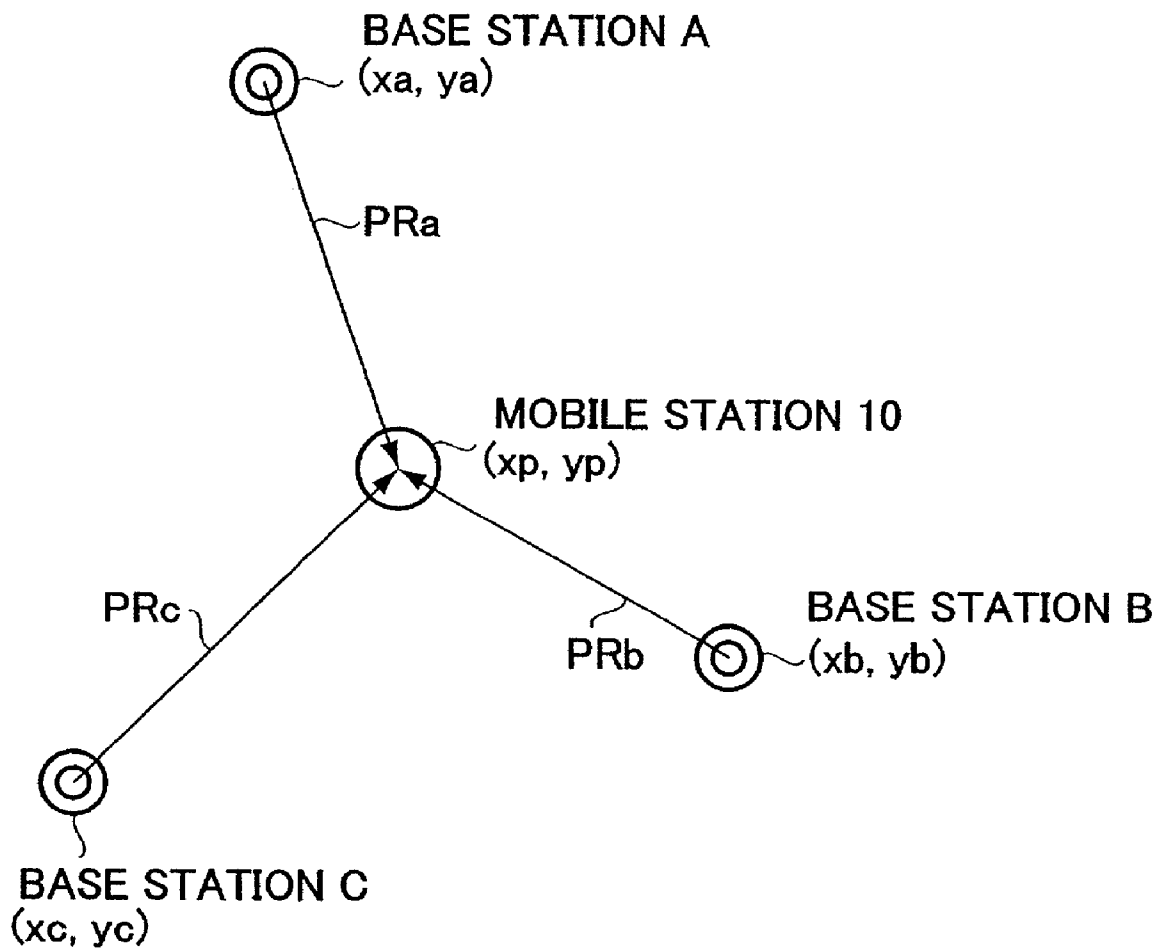 BASE STATION A
(xa, ya)
PRa
MOBILE STATION 10
(xp, yp)
PRc
BASE STATION B
PRb
(xb, yb)
BASE STATION C
(xc, yc)